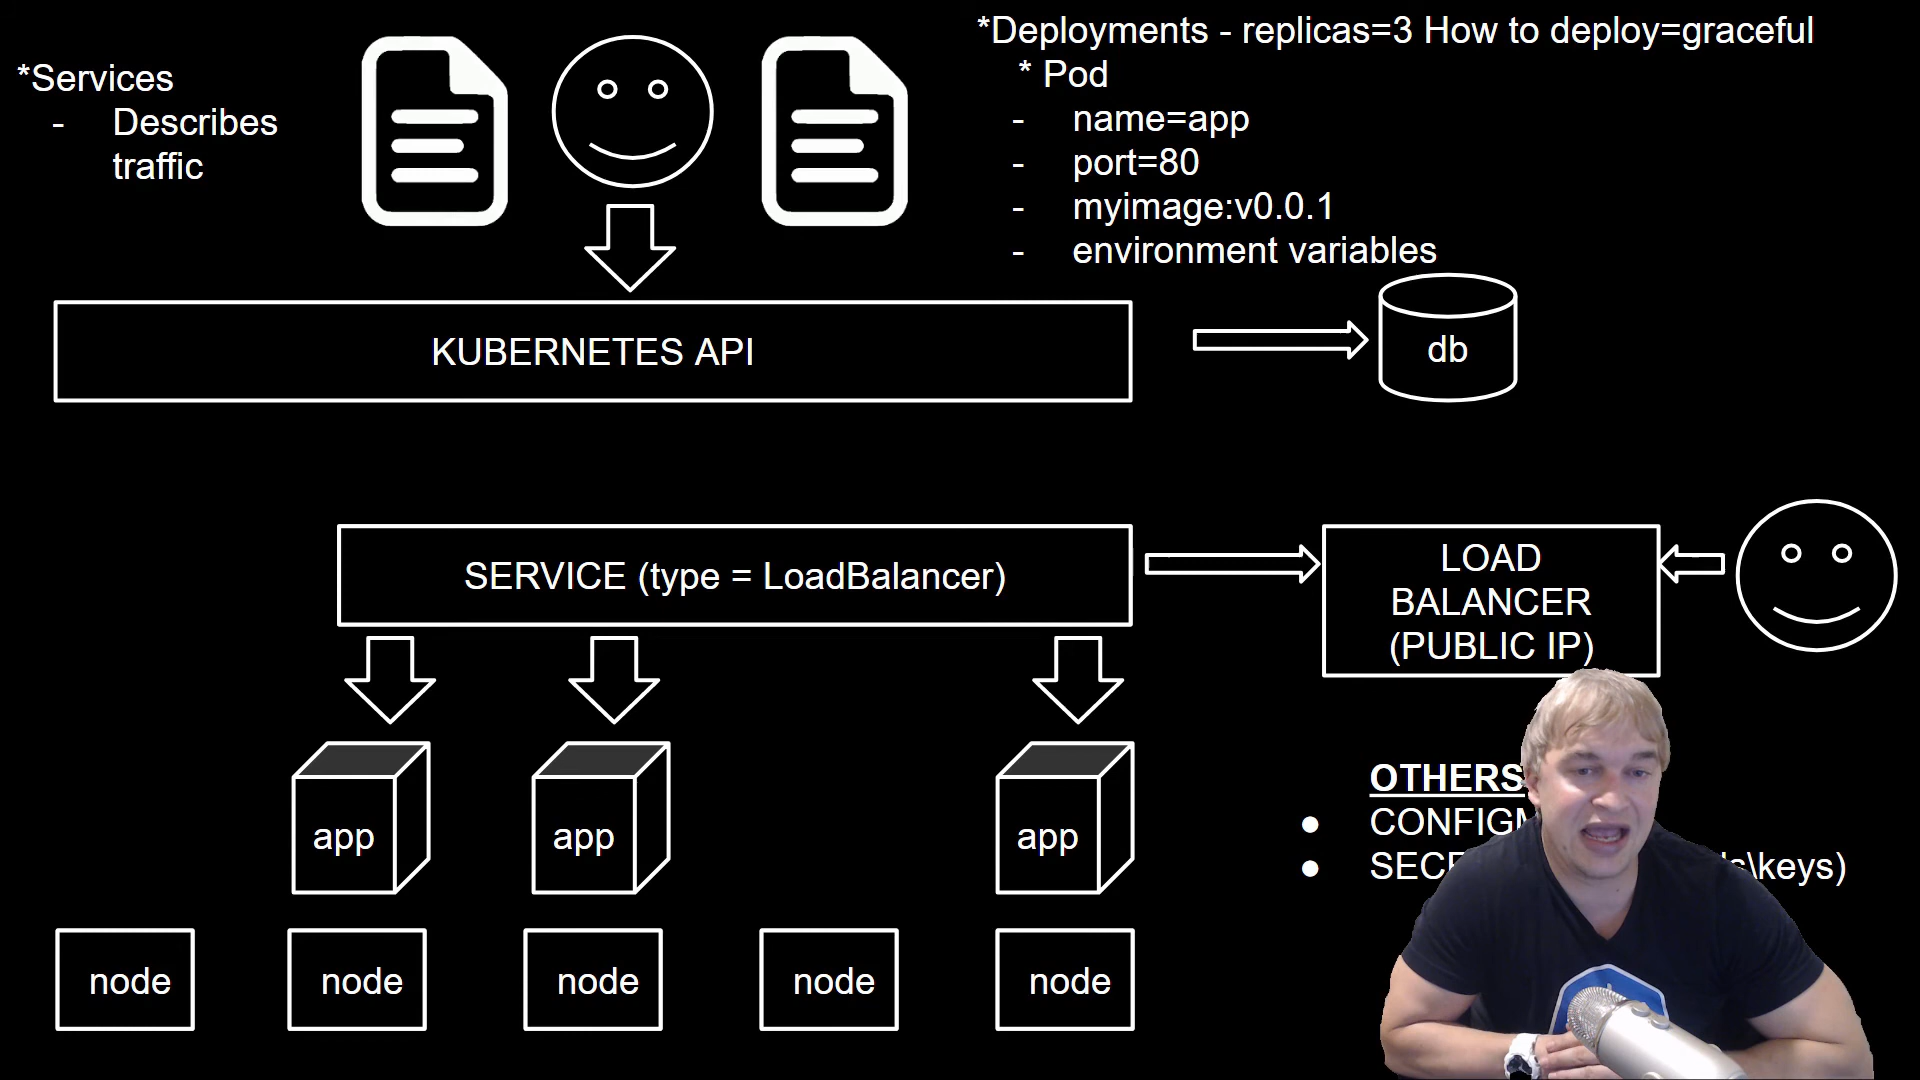 *Services
- Describes
traffic
*Deployments - replicas=3 How to deploy=graceful
* Pod
- name=app
- port=80
- myimage:v0.0.1
- environment variables
KUBERNETES API
db
SERVICE (type = LoadBalancer)
LOAD
BALANCER
(PUBLIC IP)
app
app
app
OTHERS
●
● \keys)
node
node
node
node
node